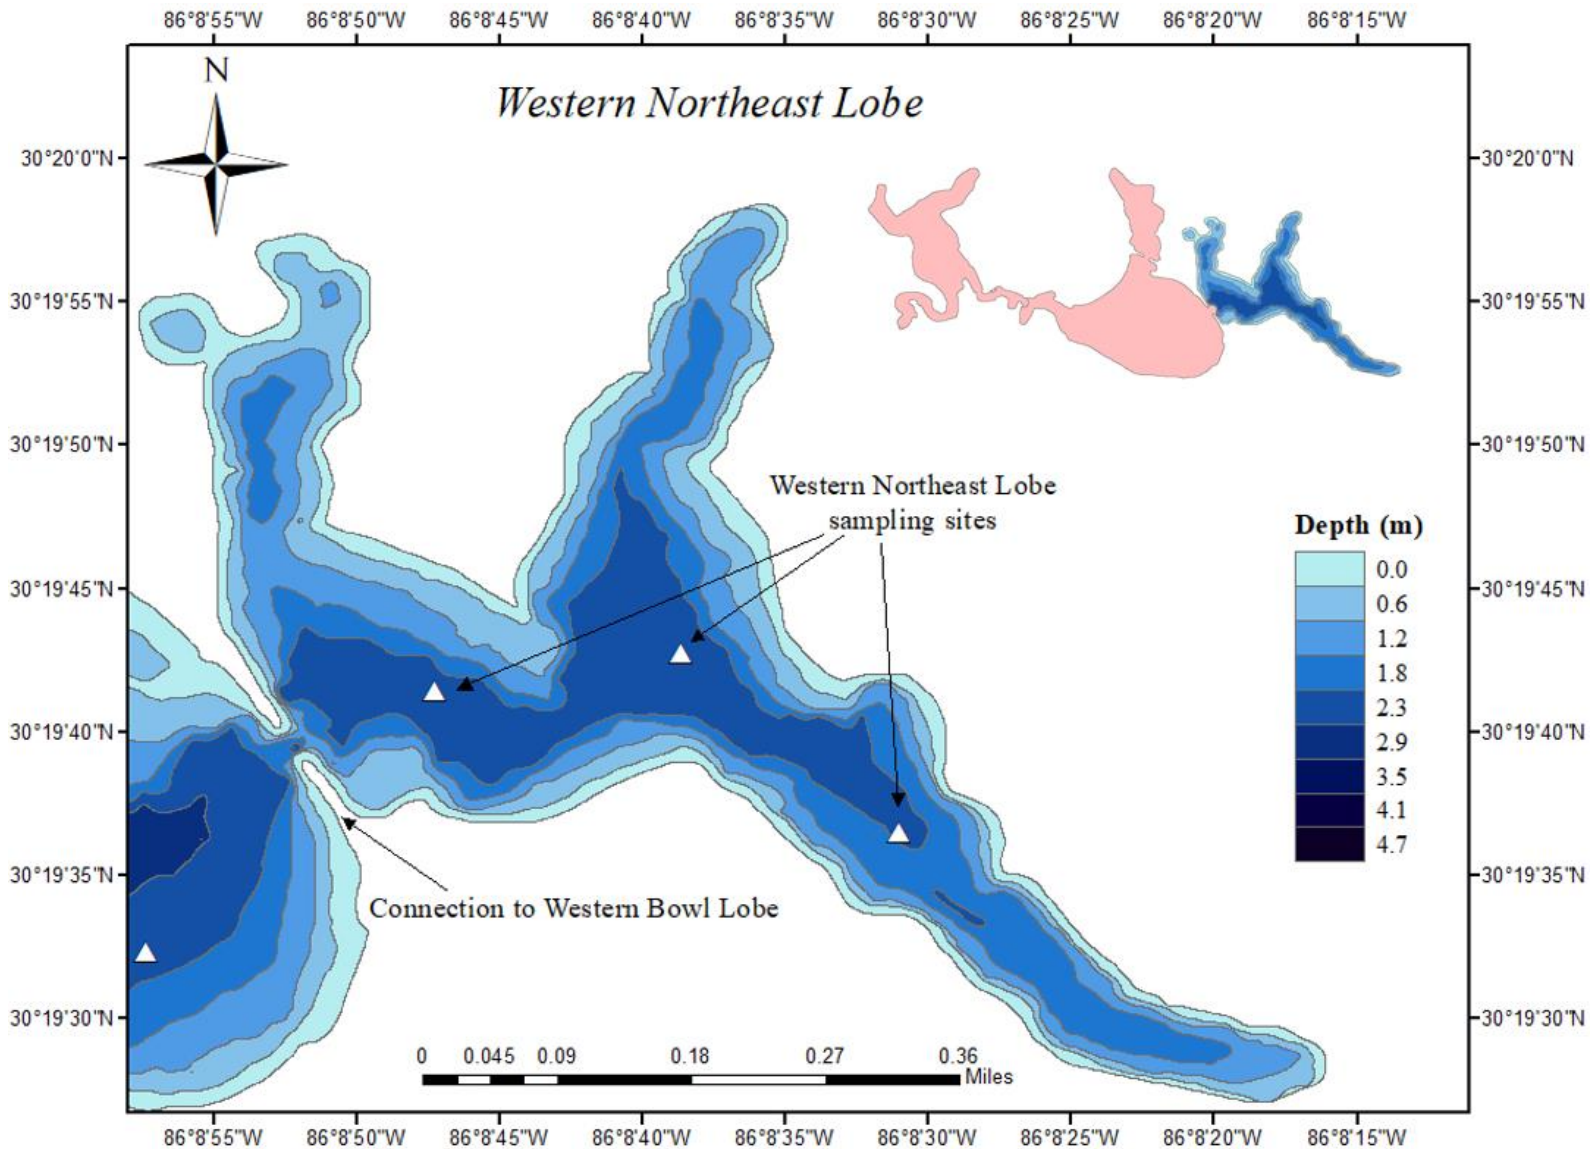 86°8'55"W 86°8'50"W 86°8'45"W 86°8'40"W 86°8'35"W 86°8'30"W 86°8'25"W 86°8'20"W 86°8'15"W
N
Western Northeast Lobe
30°20'0"N 30°20'0"N
30°19'55"N 30°19'55"N
30°19'50"N 30°19'50"N
Western Northeast Lobe
sampling sites
Depth (m)
0.0
30°19'45"N 30°19'45"N
0.6
1.2
1.8
2.3
30°19'40"N 30°19'40"N
2.9
3.5
4.1
4.7
30°19'35"N 30°19'35"N
Connection to Western Bowl Lobe
30°19'30"N 30°19'30"N
0 0.045 0.09 0.18 0.27 0.36
Miles
86°8'55"W 86°8'50"W 86°8'45"W 86°8'40"W 86°8'35"W 86°8'30"W 86°8'25"W 86°8'20"W 86°8'15"W